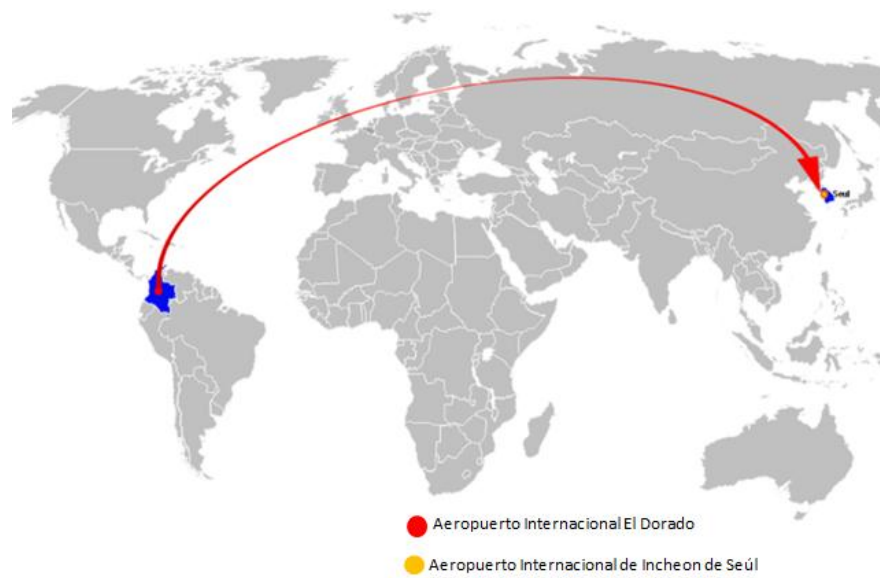 Seúl
Aeropuerto Internacional El Dorado
Aeropuerto Internacional de Incheon de Seúl